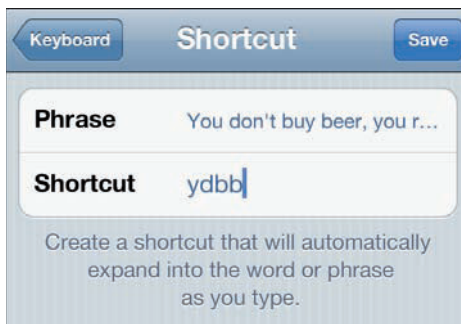 Keyboard Shortcut Save
Phrase You don't buy beer, you r...
Shortcut ydbb
Create a shortcut that will automatically
expand into the word or phrase
as you type.